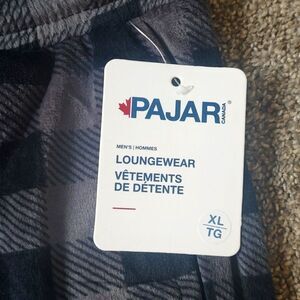 PAJAR®
CANADA
MEN'S | HOMMES
LOUNGEWEAR
VÊTEMENTS
DE DÉTENTE
XL
TG